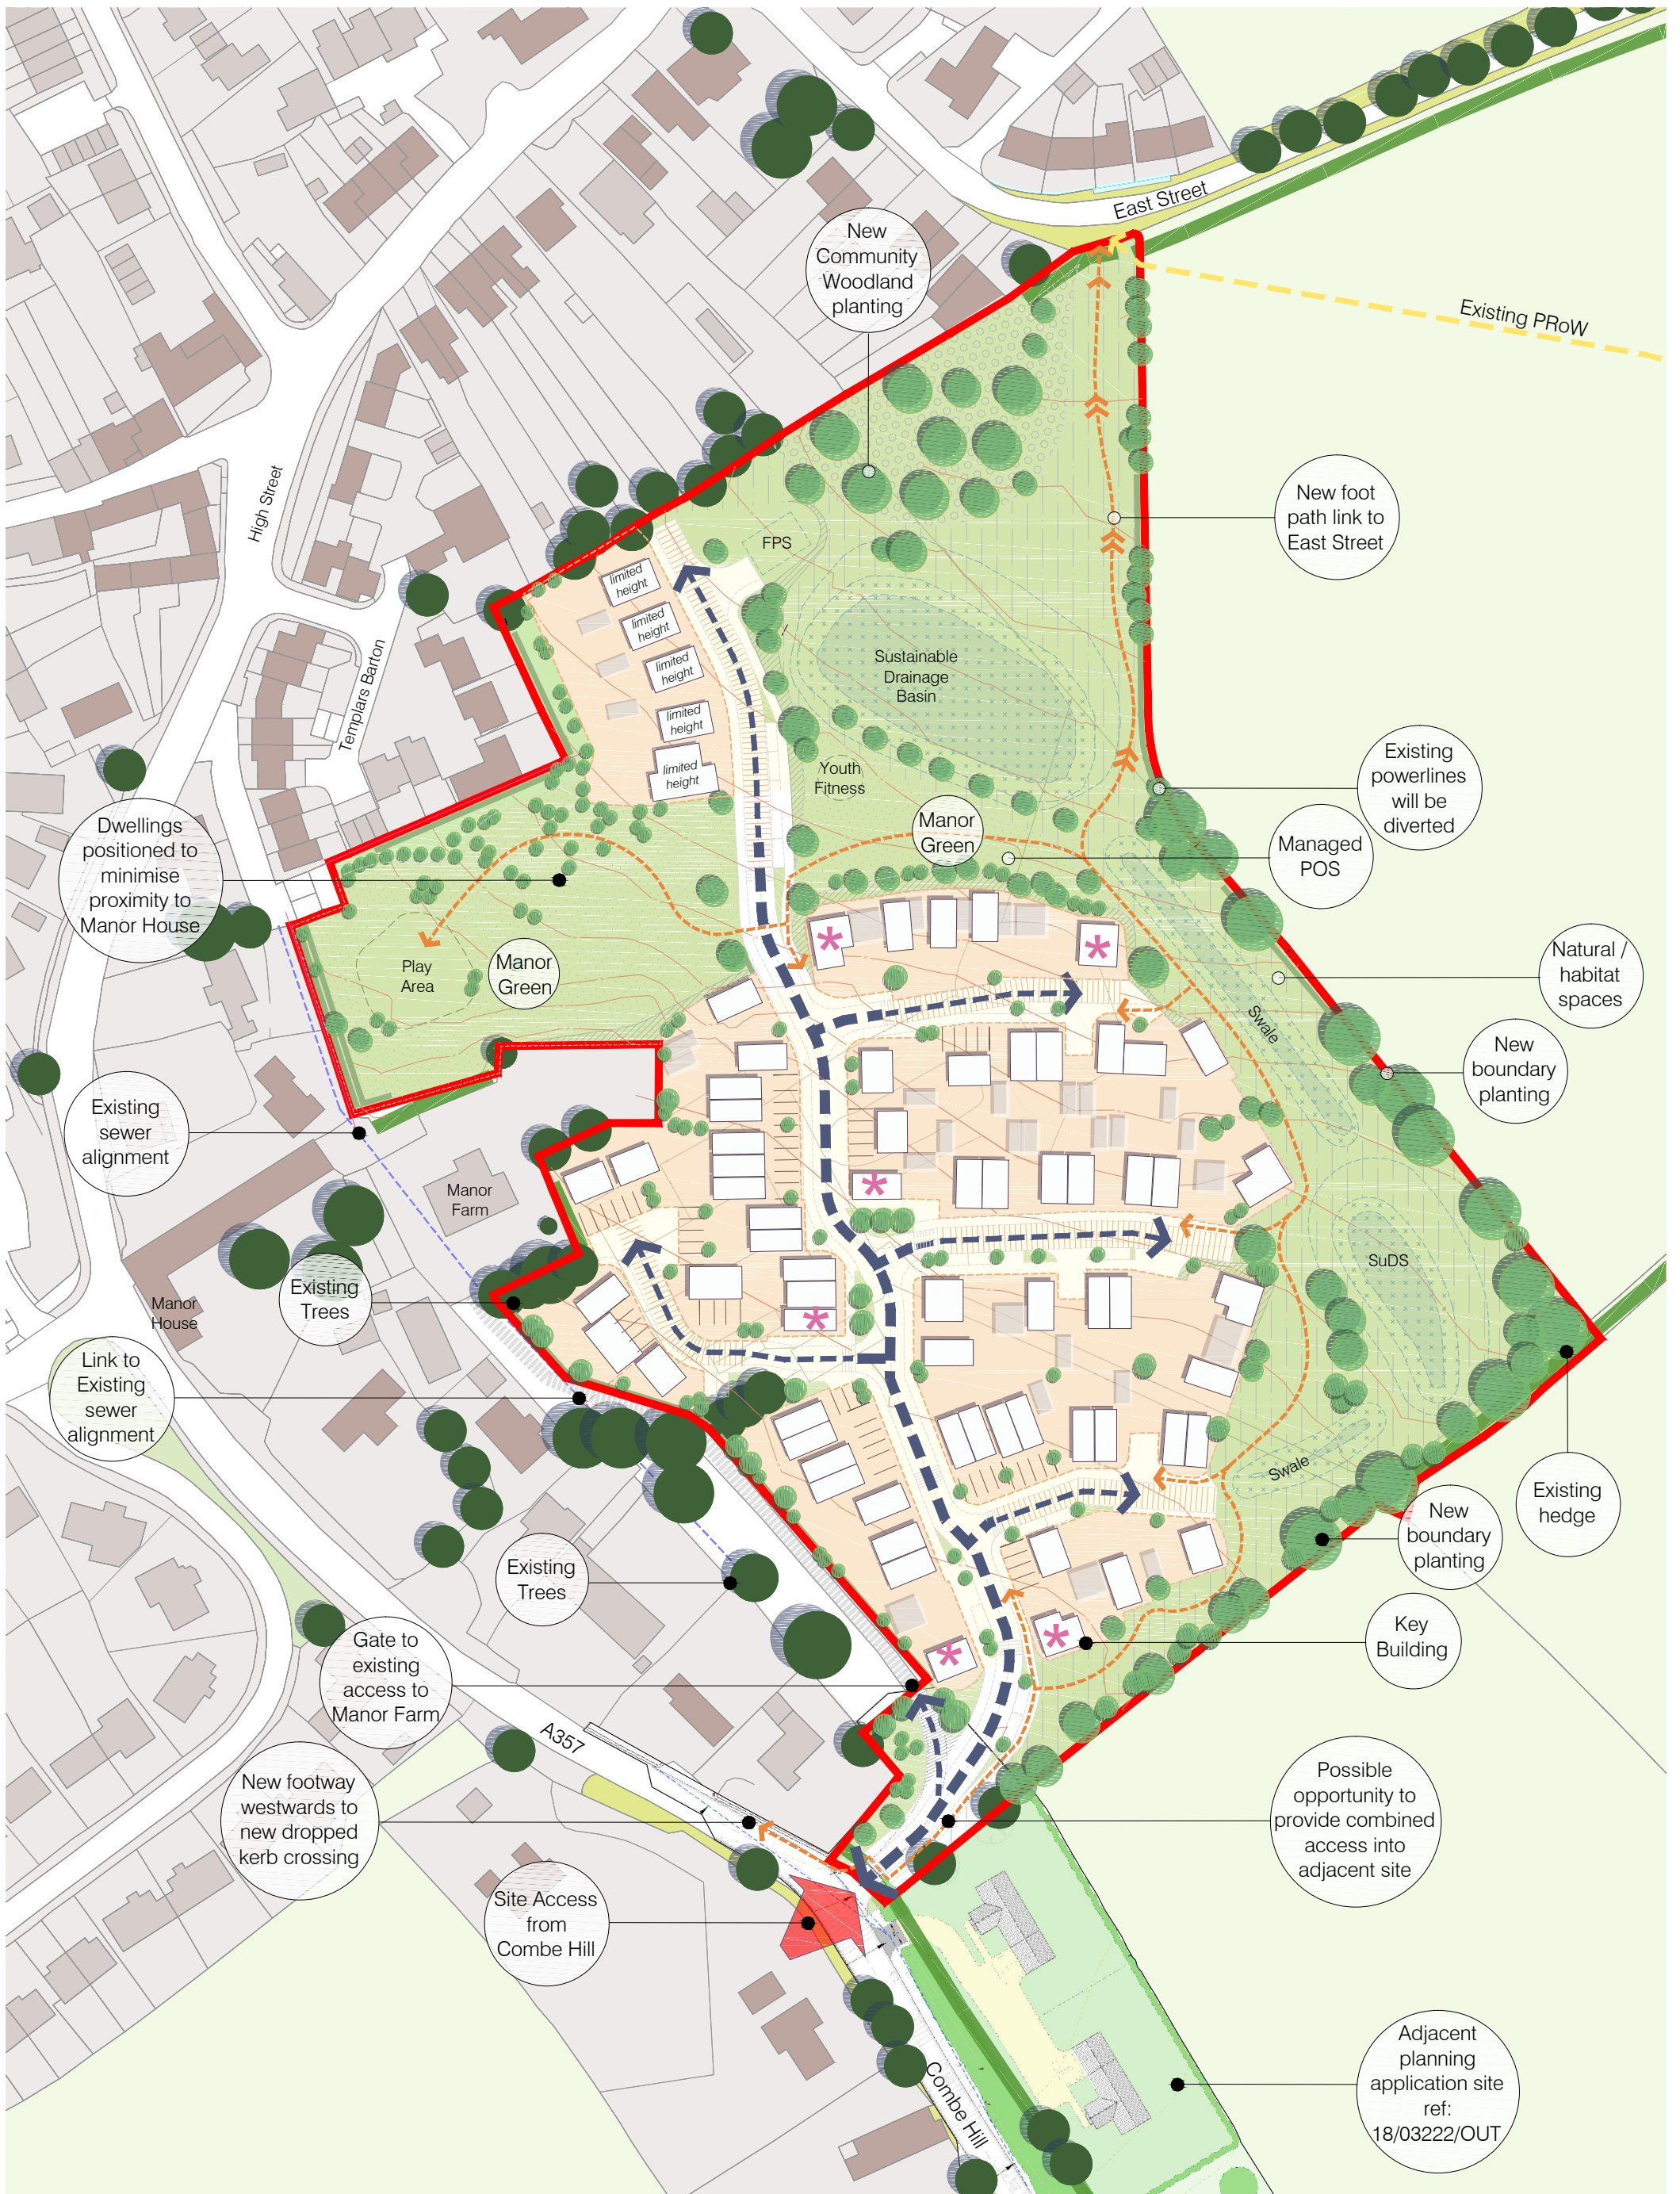 East Street
New
Community
Woodland
planting
Existing PRoW
High Street
New foot
path link to
East Street
FPS
limited
height
limited
height
limited
height
limited
height
limited
height
Templars Barton
Sustainable
Drainage
Basin
Youth
Fitness
Existing
powerlines
will be
diverted
Manor
Green
Managed
POS
Dwellings
positioned to
minimise
proximity to
Manor House
Play
Area
Manor
Green
Natural /
habitat
spaces
Swale
New
boundary
planting
Existing
sewer
alignment
Manor
Farm
SuDS
Existing
Trees
Manor
House
Link to
Existing
sewer
alignment
Swale
Existing
hedge
New
boundary
planting
Existing
Trees
Key
Building
Gate to
existing
access to
Manor Farm
A357
New footway
westwards to
new dropped
kerb crossing
Possible
opportunity to
provide combined
access into
adjacent site
Site Access
from
Combe Hill
Combe Hill
Adjacent
planning
application site
ref:
18/03222/OUT